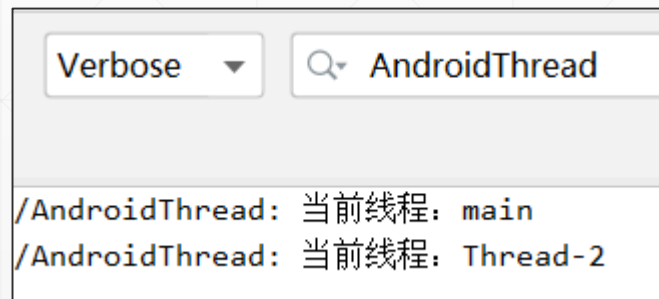 Verbose
AndroidThread
/AndroidThread: 当前线程：main
/AndroidThread: 当前线程：Thread-2